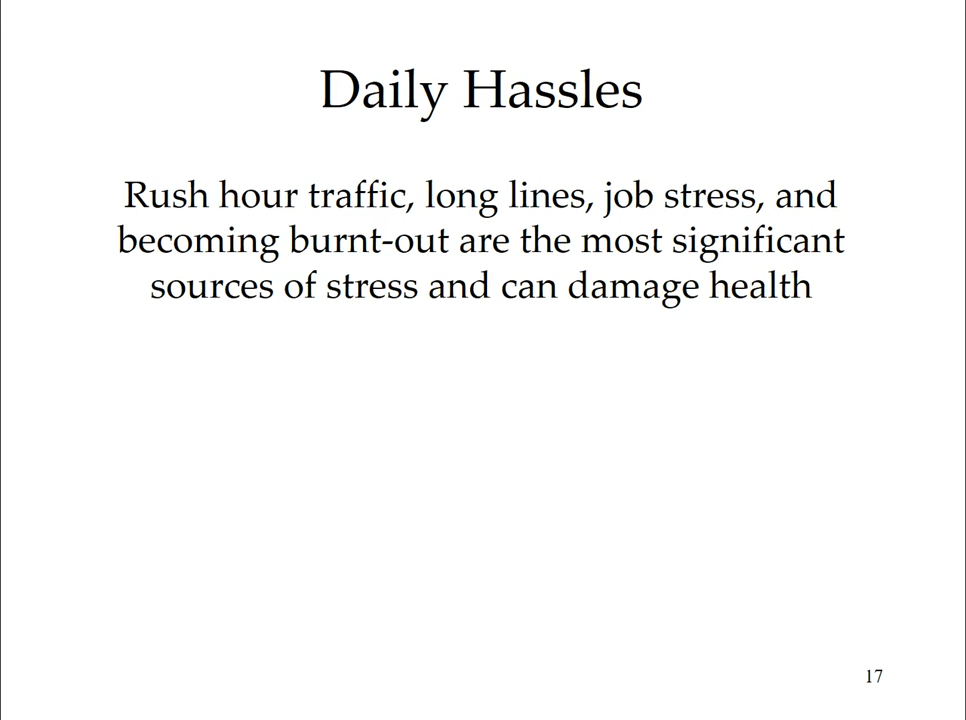 Daily Hassles
Rush hour traffic, long lines, job stress, and
becoming burnt-out are the most significant
sources of stress and can damage health
17